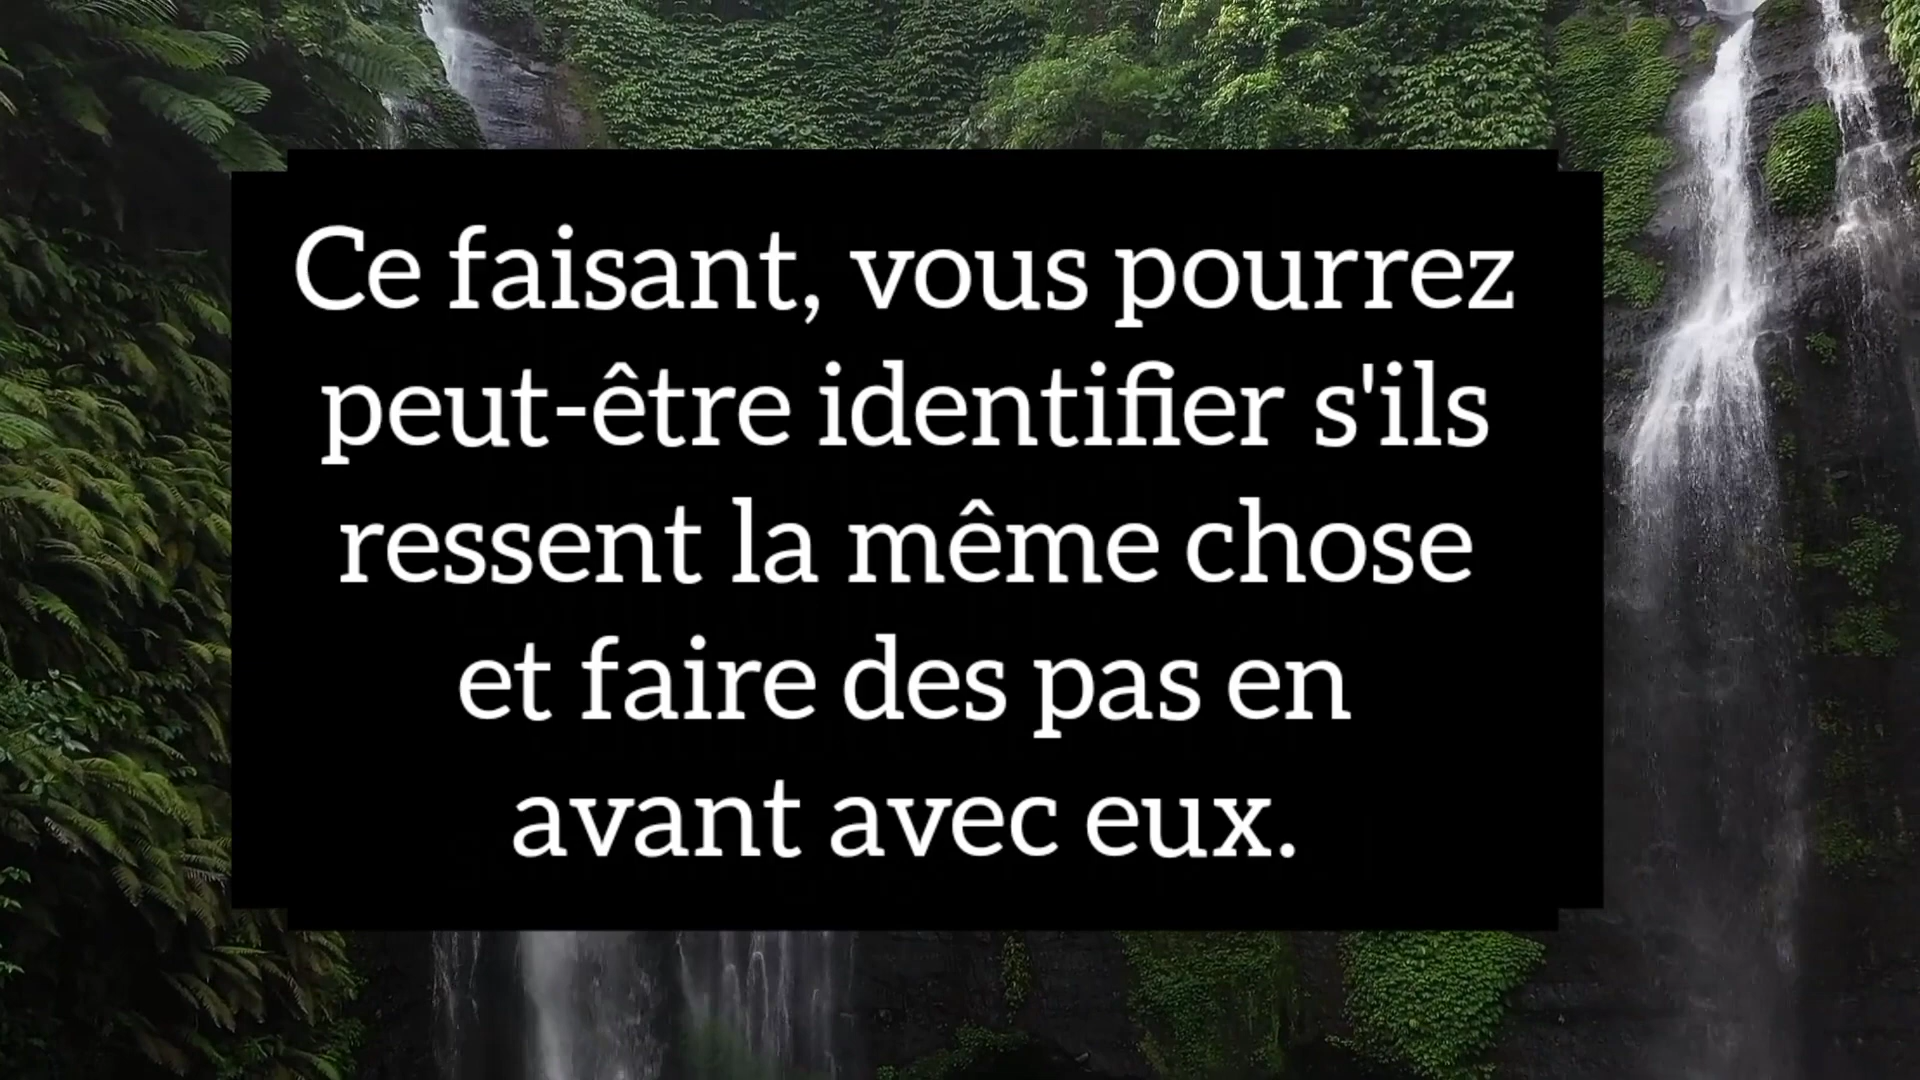 Ce faisant, vous pourrez
peut-être identifier s'ils
ressent la même chose
et faire des pas en
avant avec eux.